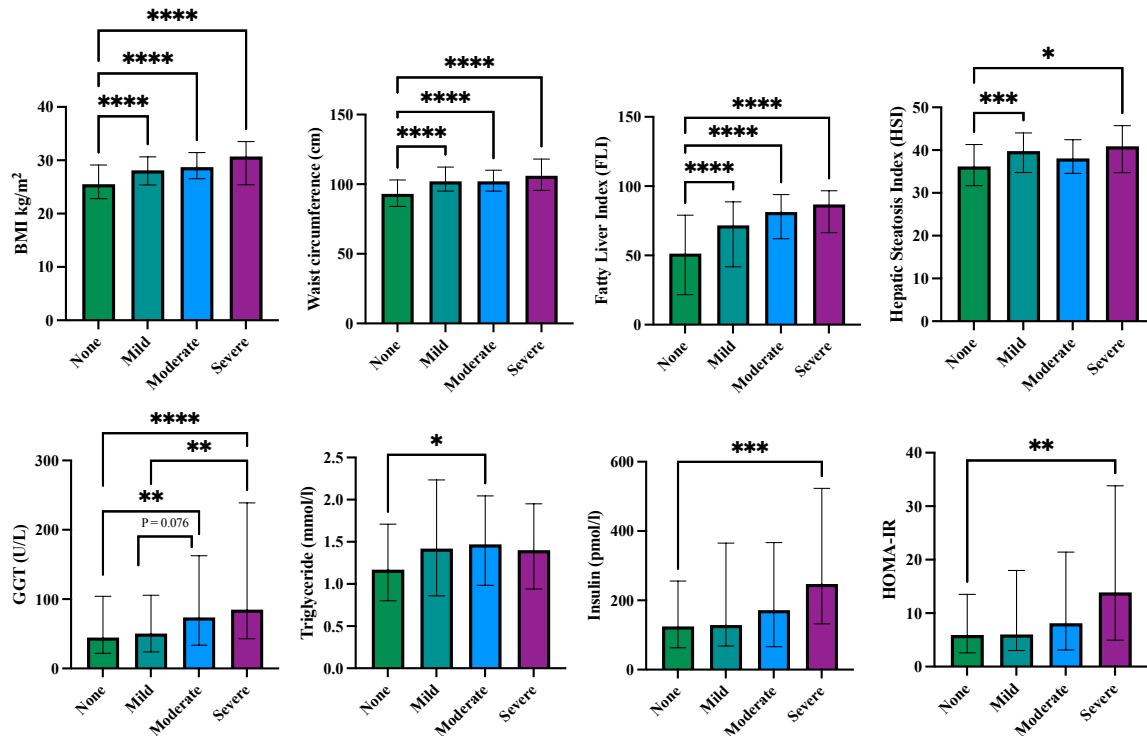 ****
****
****
BMI kg/m²
40
30
20
10
0
None
Mild
Moderate
Severe
****
****
****
Waist circumference (cm)
150
100
50
0
None
Mild
Moderate
Severe
****
****
****
Fatty Liver Index (FLI)
150
100
50
0
None
Mild
Moderate
Severe
*
***
Hepatic Steatosis Index (HSI)
50
40
30
20
10
0
None
Mild
Moderate
Severe
****
**
**
P = 0.076
GGT (U/L)
300
200
100
0
None
Mild
Moderate
Severe
*
Triglyceride (mmol/l)
2.5
2.0
1.5
1.0
0.5
0.0
None
Mild
Moderate
Severe
***
Insulin (pmol/l)
600
400
200
0
None
Mild
Moderate
Severe
**
HOMA-IR
40
30
20
10
0
None
Mild
Moderate
Severe